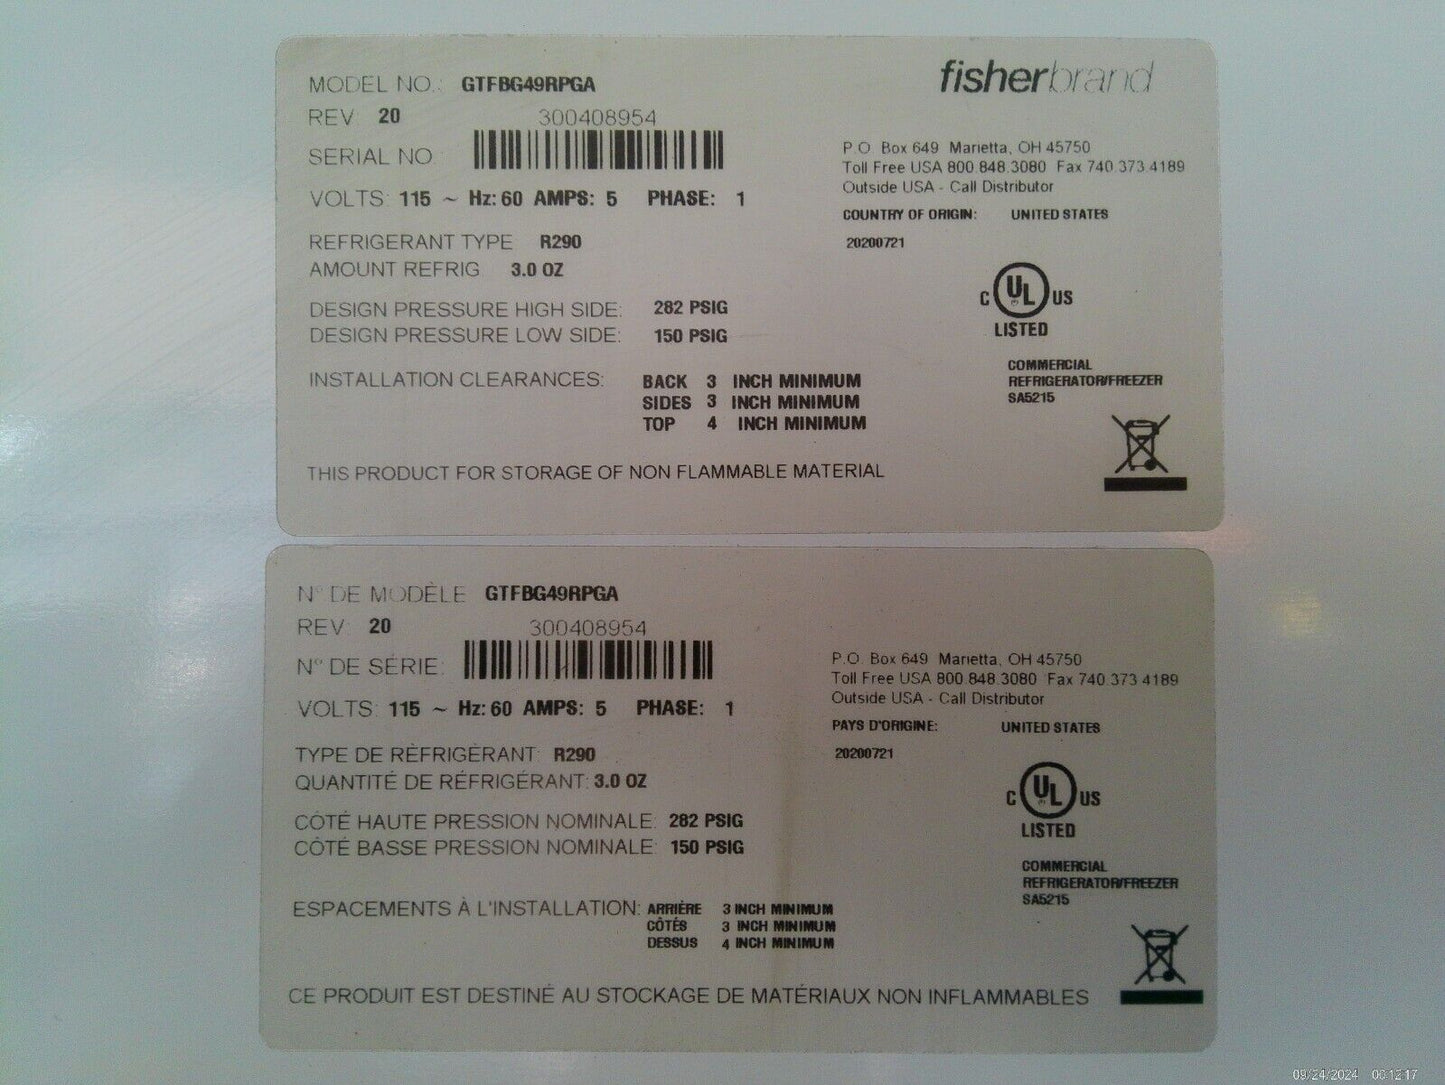 MODEL NO.: GTFBG49RPGA
REV 20
300408954
SERIAL NO.
VOLTS: 115 ~ Hz: 60 AMPS: 5 PHASE: 1
REFRIGERANT TYPE R290
AMOUNT REFRIG 3.0 OZ
DESIGN PRESSURE HIGH SIDE: 282 PSIG
DESIGN PRESSURE LOW SIDE: 150 PSIG
INSTALLATION CLEARANCES: BACK 3 INCH MINIMUM
SIDES 3 INCH MINIMUM
TOP 4 INCH MINIMUM
THIS PRODUCT FOR STORAGE OF NON FLAMMABLE MATERIAL
fisherbrand
P.O. Box 649 Marietta, OH 45750
Toll Free USA 800.848.3080 Fax 740.373.4189
Outside USA - Call Distributor
COUNTRY OF ORIGIN: UNITED STATES
20200721
C UL US
LISTED
COMMERCIAL
REFRIGERATOR/FREEZER
SA5215
N° DE MODÈLE GTFBG49RPGA
REV: 20
300408954
N° DE SÉRIE:
VOLTS: 115 ~ Hz: 60 AMPS: 5 PHASE: 1
TYPE DE RÉFRIGÉRANT: R290
QUANTITÉ DE RÉFRIGÉRANT: 3.0 OZ
CÔTÉ HAUTE PRESSION NOMINALE: 282 PSIG
CÔTÉ BASSE PRESSION NOMINALE: 150 PSIG
ESPACEMENTS À L'INSTALLATION: ARRIÈRE 3 INCH MINIMUM
CÔTÉS 3 INCH MINIMUM
DESSUS 4 INCH MINIMUM
CE PRODUIT EST DESTINÉ AU STOCKAGE DE MATÉRIAUX NON INFLAMMABLES
P.O. Box 649 Marietta, OH 45750
Toll Free USA 800.848.3080 Fax 740.373.4189
Outside USA - Call Distributor
PAYS D'ORIGINE: UNITED STATES
20200721
C UL US
LISTED
COMMERCIAL
REFRIGERATOR/FREEZER
SA5215
09/24/2024 00:12:17